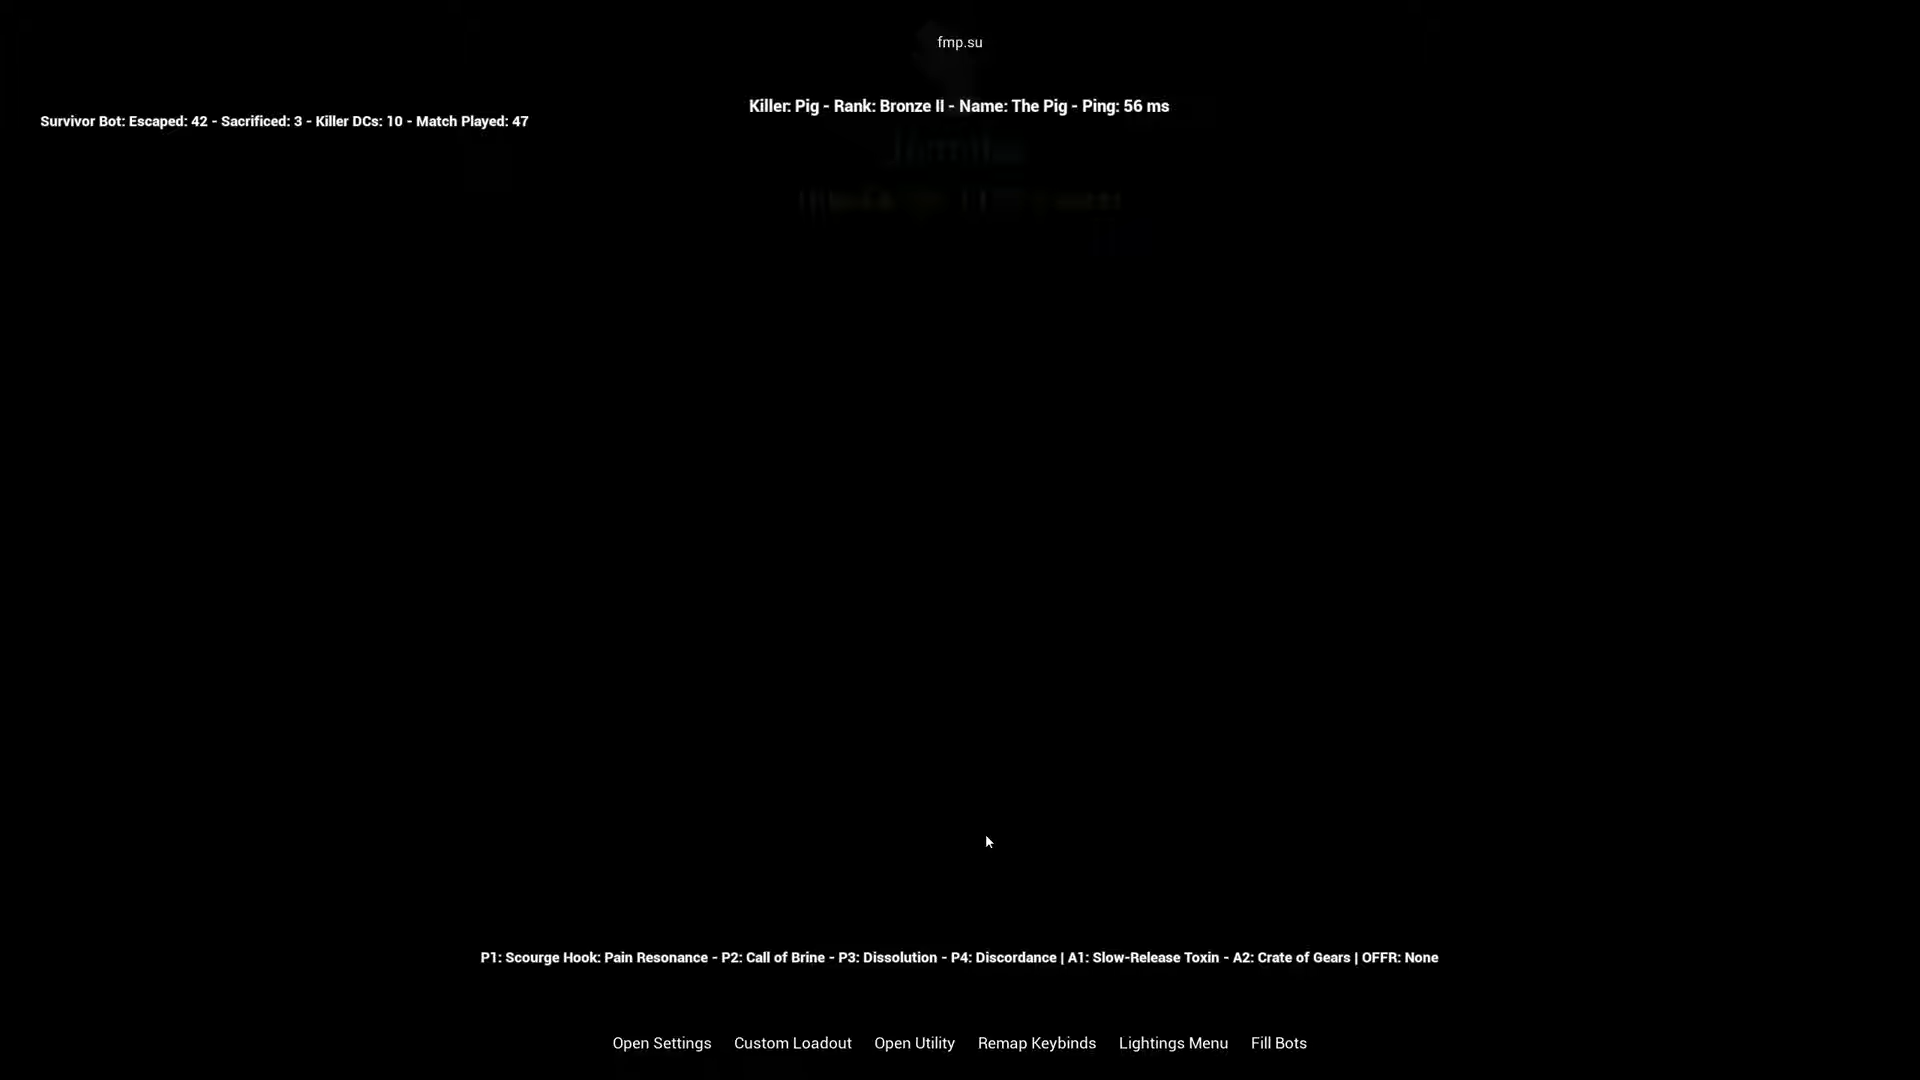 fmp.su
Killer: Pig - Rank: Bronze II - Name: The Pig - Ping: 56 ms
Survivor Bot: Escaped: 42 - Sacrificed: 3 - Killer DCs: 10 - Match Played: 47
P1: Scourge Hook: Pain Resonance - P2: Call of Brine - P3: Dissolution - P4: Discordance | A1: Slow-Release Toxin - A2: Crate of Gears | OFFR: None
Open Settings Custom Loadout Open Utility Remap Keybinds Lightings Menu Fill Bots